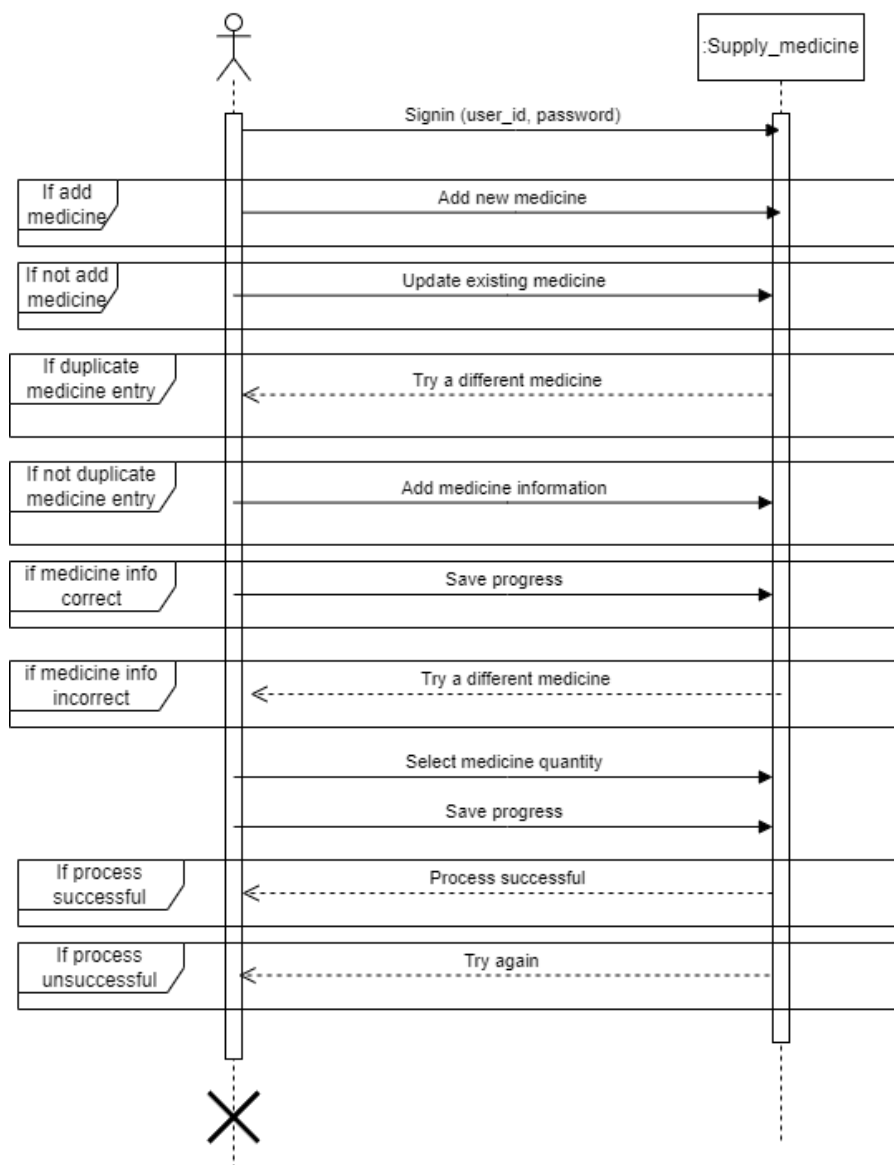 :Supply_medicine
Signin (user_id, password)
If add
medicine
Add new medicine
If not add
medicine
Update existing medicine
If duplicate
medicine entry
Try a different medicine
If not duplicate
medicine entry
Add medicine information
if medicine info
correct
Save progress
if medicine info
incorrect
Try a different medicine
Select medicine quantity
Save progress
If process
successful
Process successful
If process
unsuccessful
Try again